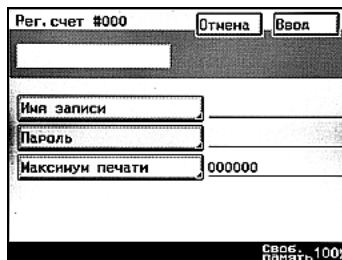 Рег. счет #000
Отмена
Ввод
Имя записи
Пароль
Максимум печати 000000
Своб.
память 100%